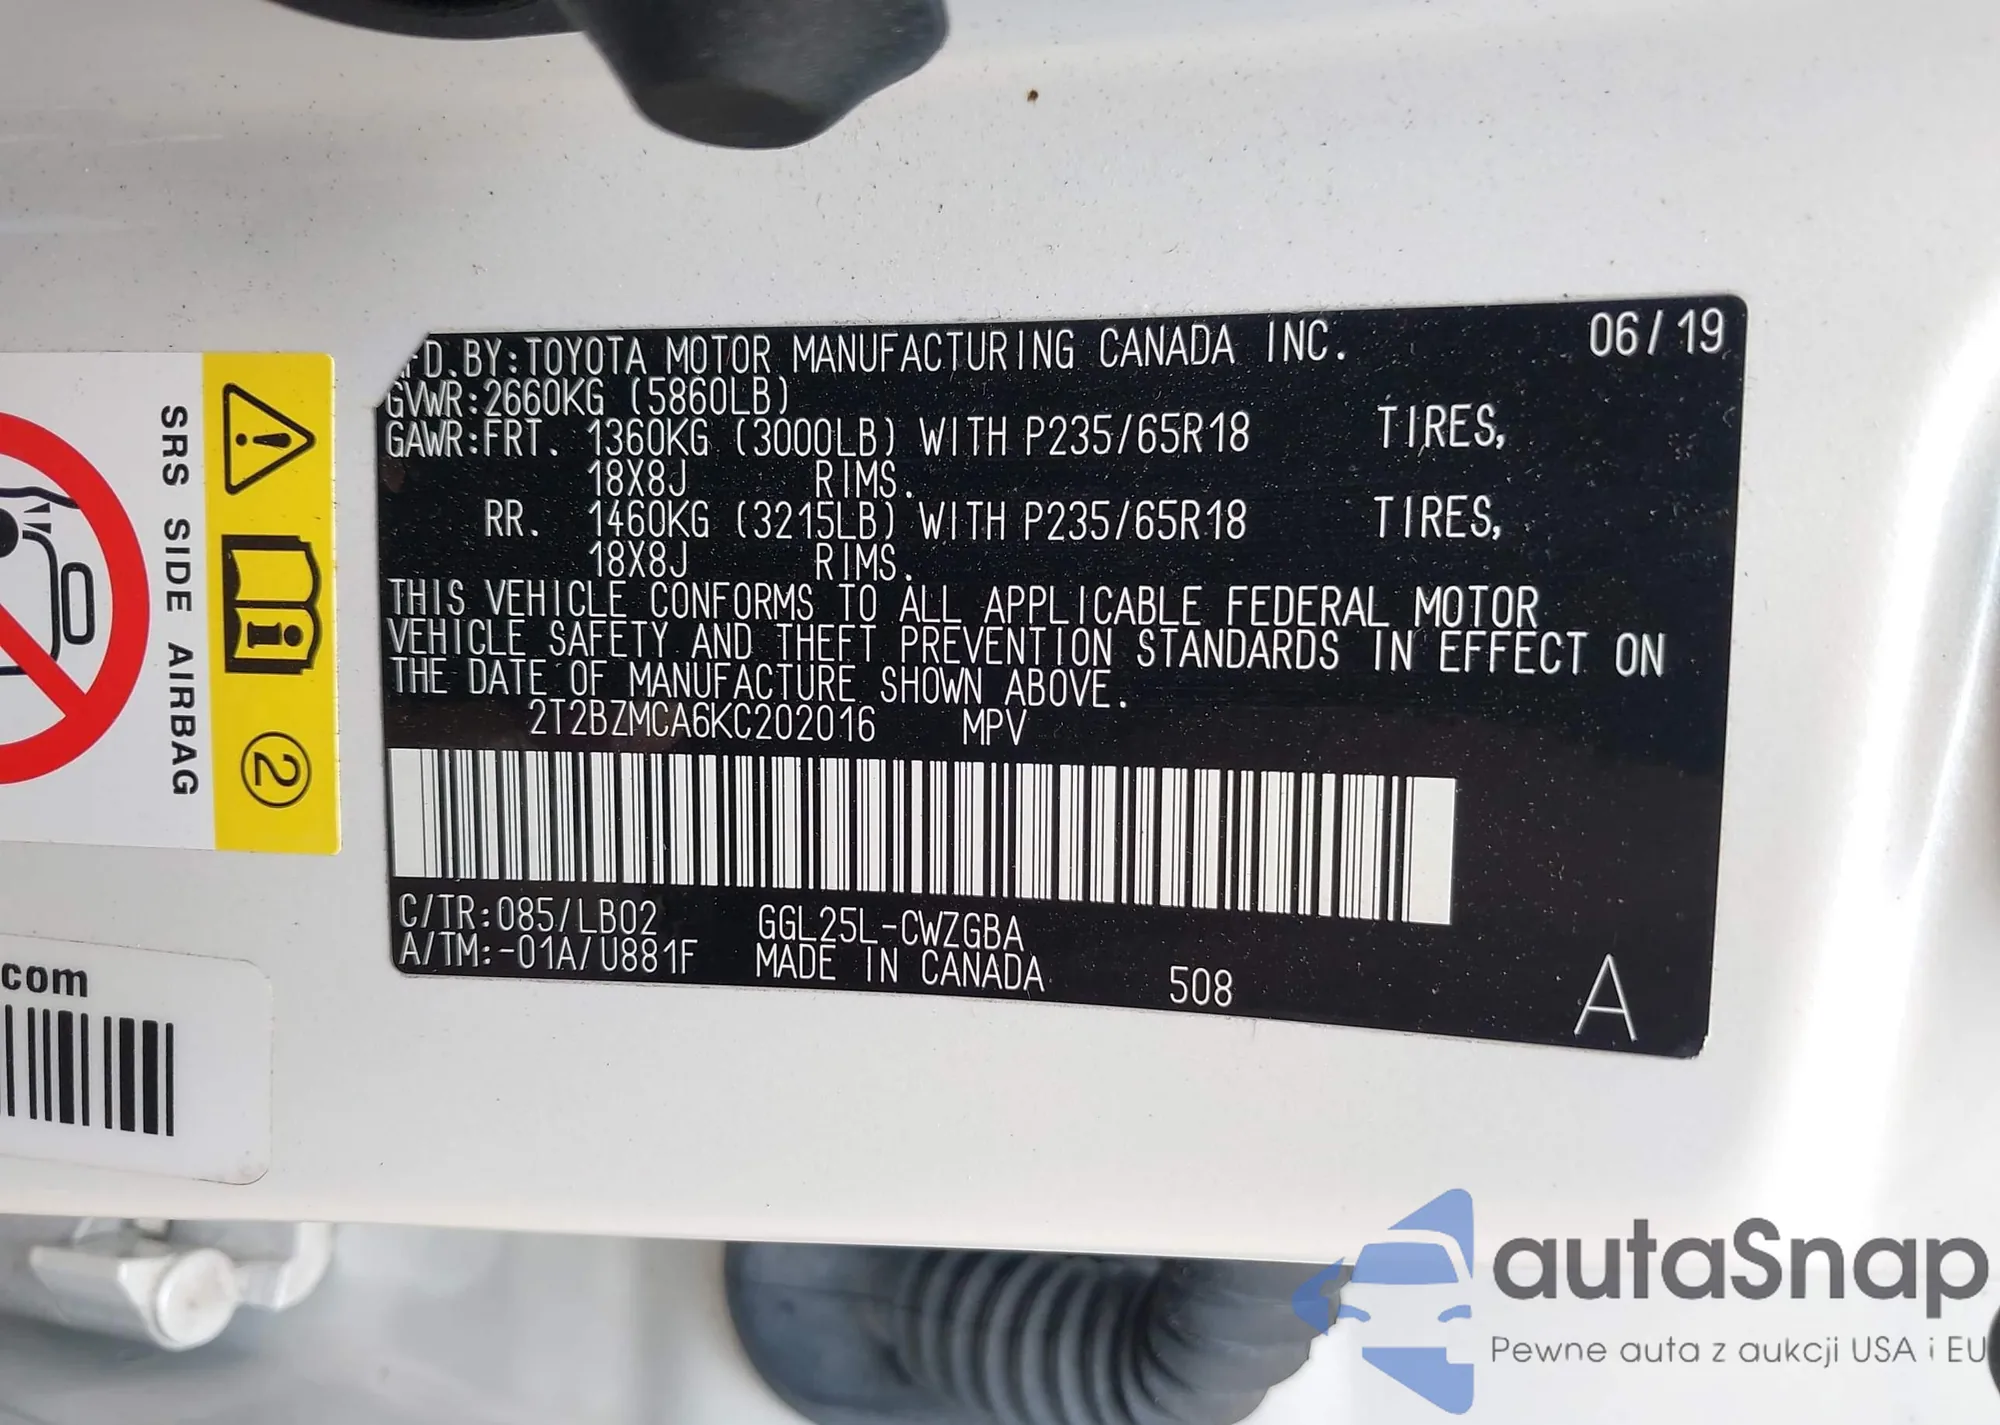 FD. BY:TOYOTA MOTOR MANUFACTURING CANADA INC. 06/19
GVWR:2660KG (5860LB)
GAWR:FRT. 1360KG (3000LB) WITH P235/65R18 TIRES,
18X8J RIMS.
RR. 1460KG (3215LB) WITH P235/65R18 TIRES,
18X8J RIMS.
THIS VEHICLE CONFORMS TO ALL APPLICABLE FEDERAL MOTOR
VEHICLE SAFETY AND THEFT PREVENTION STANDARDS IN EFFECT ON
THE DATE OF MANUFACTURE SHOWN ABOVE.
2T2BZMCA6KC202016 MPV
C/TR:085/LB02 GGL25L-CWZGBA
A/TM:-01A/U881F MADE IN CANADA 508 A
SRS SIDE AIRBAG
2
.com
autaSnap
Pewne auta z aukcji USA i EU